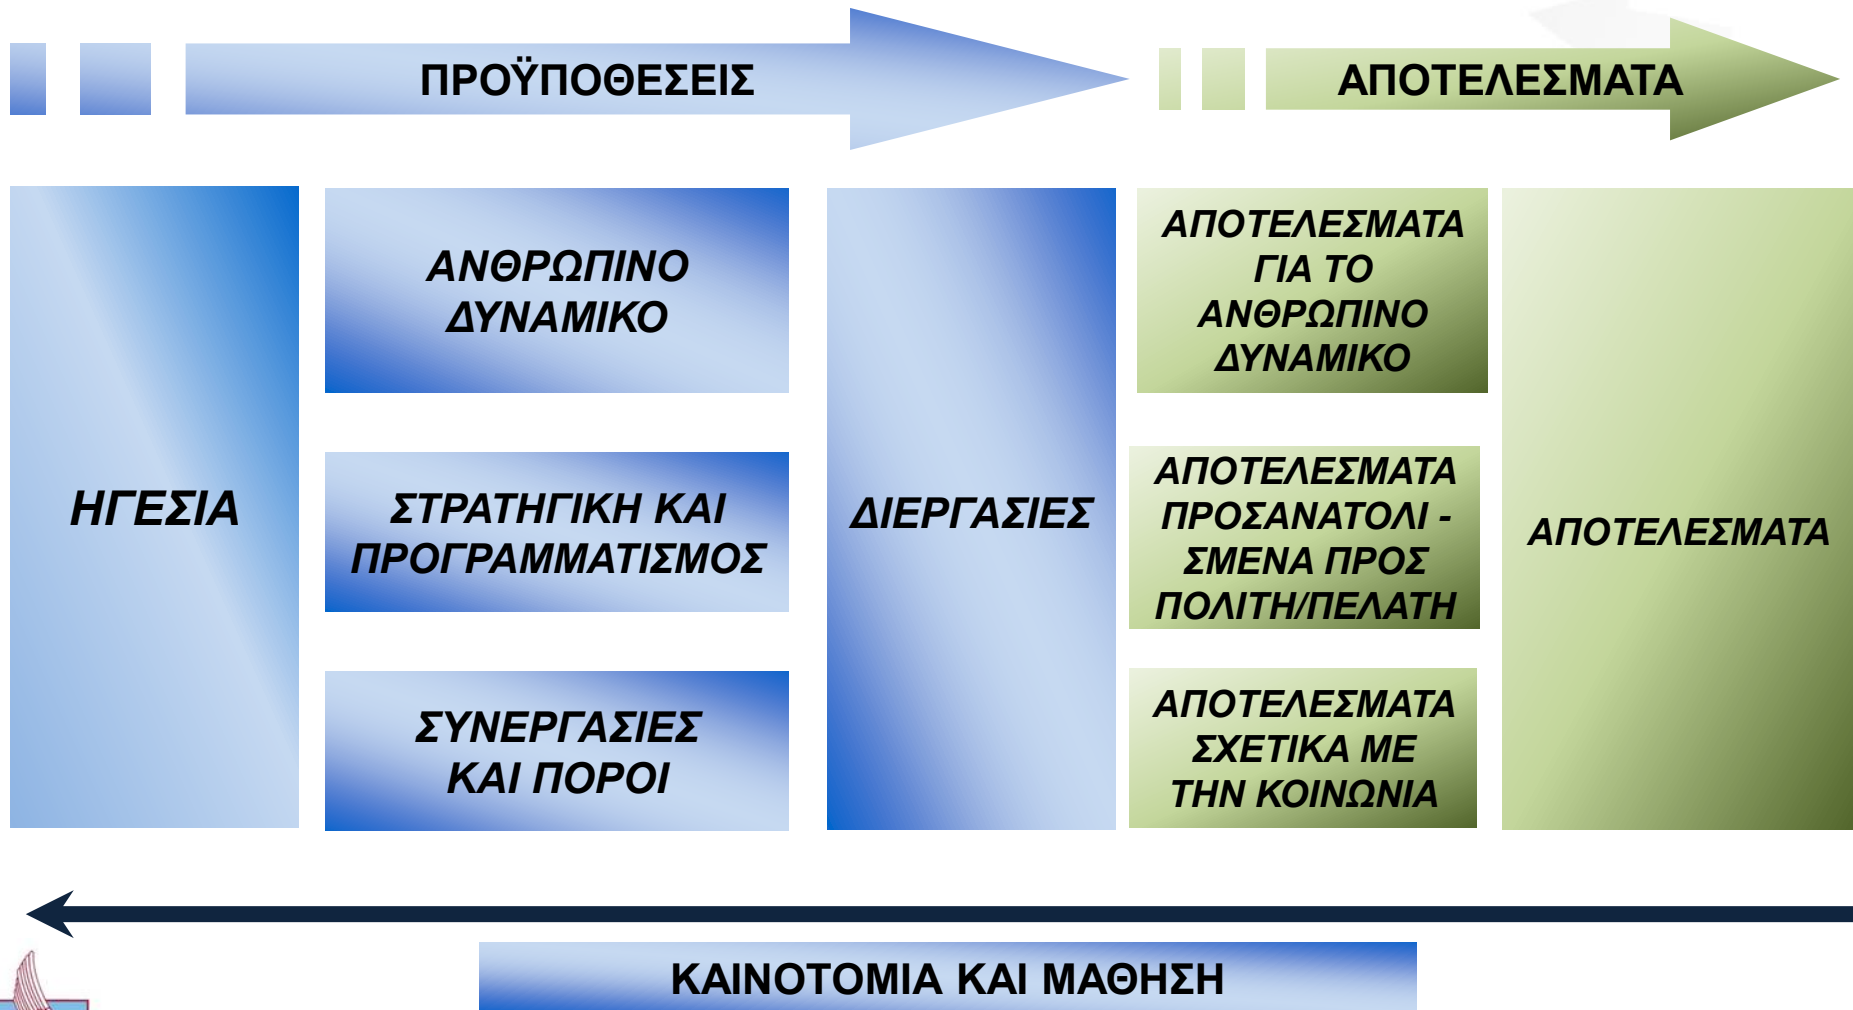 ΠΡΟΫΠΟΘΕΣΕΙΣ
ΑΠΟΤΕΛΕΣΜΑΤΑ
ΗΓΕΣΙΑ
ΑΝΘΡΩΠΙΝΟ
ΔΥΝΑΜΙΚΟ
ΣΤΡΑΤΗΓΙΚΗ ΚΑΙ
ΠΡΟΓΡΑΜΜΑΤΙΣΜΟΣ
ΣΥΝΕΡΓΑΣΙΕΣ
ΚΑΙ ΠΟΡΟΙ
ΔΙΕΡΓΑΣΙΕΣ
ΑΠΟΤΕΛΕΣΜΑΤΑ
ΓΙΑ ΤΟ
ΑΝΘΡΩΠΙΝΟ
ΔΥΝΑΜΙΚΟ
ΑΠΟΤΕΛΕΣΜΑΤΑ
ΠΡΟΣΑΝΑΤΟΛΙ -
ΣΜΕΝΑ ΠΡΟΣ
ΠΟΛΙΤΗ/ΠΕΛΑΤΗ
ΑΠΟΤΕΛΕΣΜΑΤΑ
ΣΧΕΤΙΚΑ ΜΕ
ΤΗΝ ΚΟΙΝΩΝΙΑ
ΑΠΟΤΕΛΕΣΜΑΤΑ
ΚΑΙΝΟΤΟΜΙΑ ΚΑΙ ΜΑΘΗΣΗ